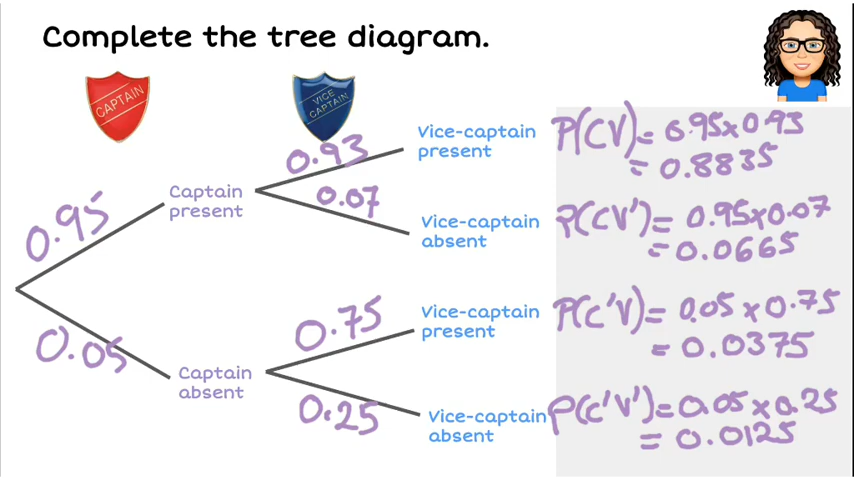 Complete the tree diagram.
CAPTAIN
VICE
CAPTAIN
0.95
0.05
Captain
present
Captain
absent
0.93
0.07
0.75
0.25
Vice-captain
present
Vice-captain
absent
Vice-captain
present
Vice-captain
absent
P(CV) = 0.95 x 0.93
= 0.8835
P(CV') = 0.95x0.07
= 0.0665
P(C'V) = 0.05 x 0.75
= 0.0375
P(C'V') = 0.05 x 0.25
= 0.0125